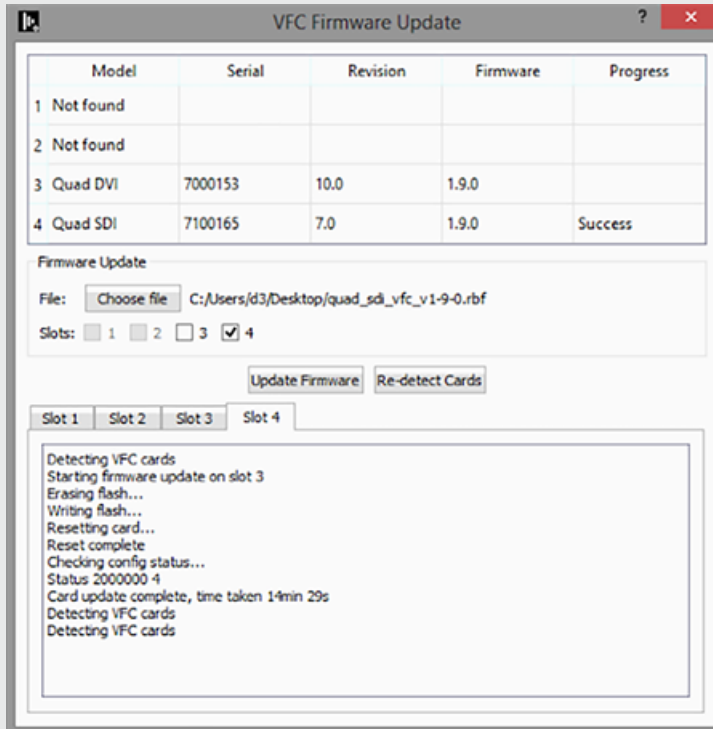 VFC Firmware Update ? ×
Model Serial Revision Firmware Progress
1 Not found
2 Not found
3 Quad DVI 7000153 10.0 1.9.0
4 Quad SDI 7100165 7.0 1.9.0 Success
Firmware Update
File: Choose file C:/Users/d3/Desktop/quad_sdi_vfc_v1-9-0.rbf
Slots: 1 2 3 4
Update Firmware Re-detect Cards
Slot 1 Slot 2 Slot 3 Slot 4
Detecting VFC cards
Starting firmware update on slot 3
Erasing flash...
Writing flash...
Resetting card...
Reset complete
Checking config status...
Status 2000000 4
Card update complete, time taken 14min 29s
Detecting VFC cards
Detecting VFC cards